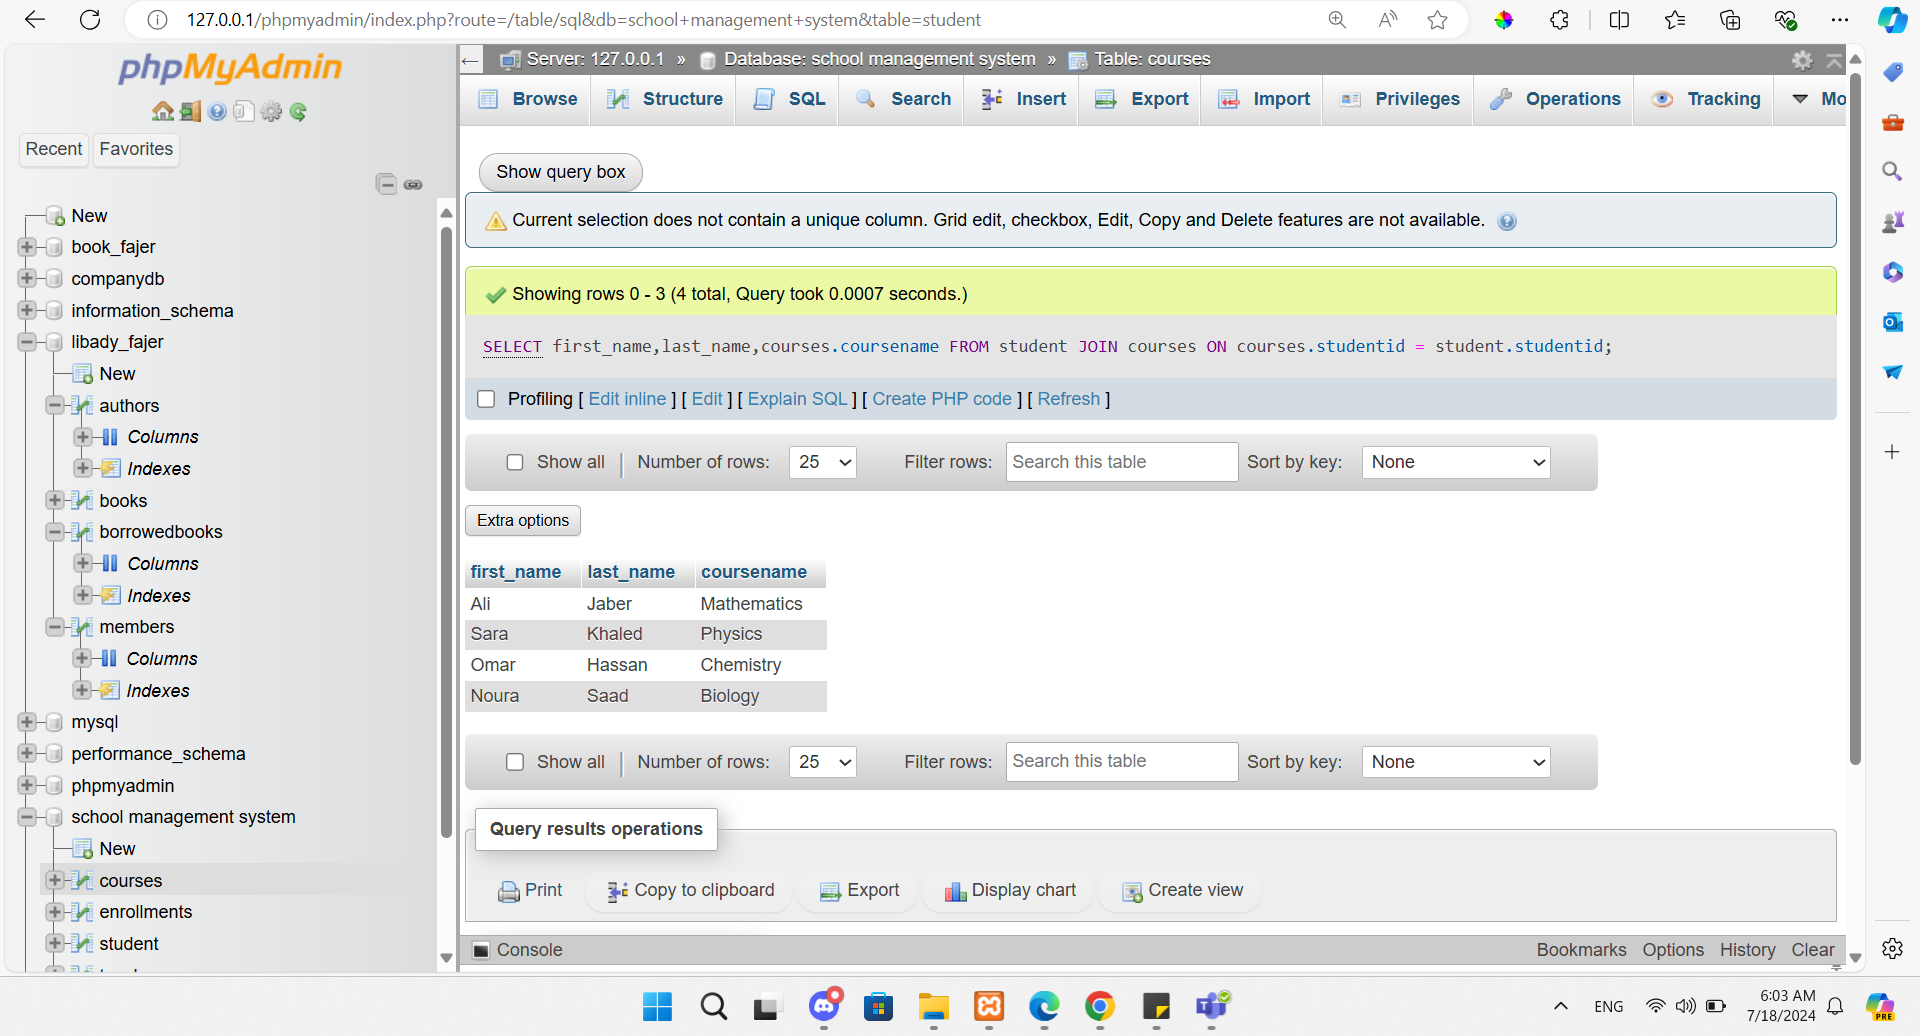 127.0.0.1/phpmyadmin/index.php?route=/table/sql&db=school+management+system&table=student
phpMyAdmin
Recent
Favorites
New
book_fajer
companydb
information_schema
libady_fajer
New
authors
Columns
Indexes
books
borrowedbooks
Columns
Indexes
members
Columns
Indexes
mysql
performance_schema
phpmyadmin
school management system
New
courses
enrollments
student
Server: 127.0.0.1 » Database: school management system » Table: courses
Browse Structure SQL Search Insert Export Import Privileges Operations Tracking Mo
Show query box
Current selection does not contain a unique column. Grid edit, checkbox, Edit, Copy and Delete features are not available.
Showing rows 0 - 3 (4 total, Query took 0.0007 seconds.)
SELECT first_name,last_name,courses.coursename FROM student JOIN courses ON courses.studentid = student.studentid;
Profiling [ Edit inline ] [ Edit ] [ Explain SQL ] [ Create PHP code ] [ Refresh ]
Show all | Number of rows: 25 Filter rows: Search this table Sort by key: None
Extra options
first_name last_name coursename
Ali Jaber Mathematics
Sara Khaled Physics
Omar Hassan Chemistry
Noura Saad Biology
Show all | Number of rows: 25 Filter rows: Search this table Sort by key: None
Query results operations
Print Copy to clipboard Export Display chart Create view
Console Bookmarks Options History Clear
ENG
6:03 AM
7/18/2024
PRE